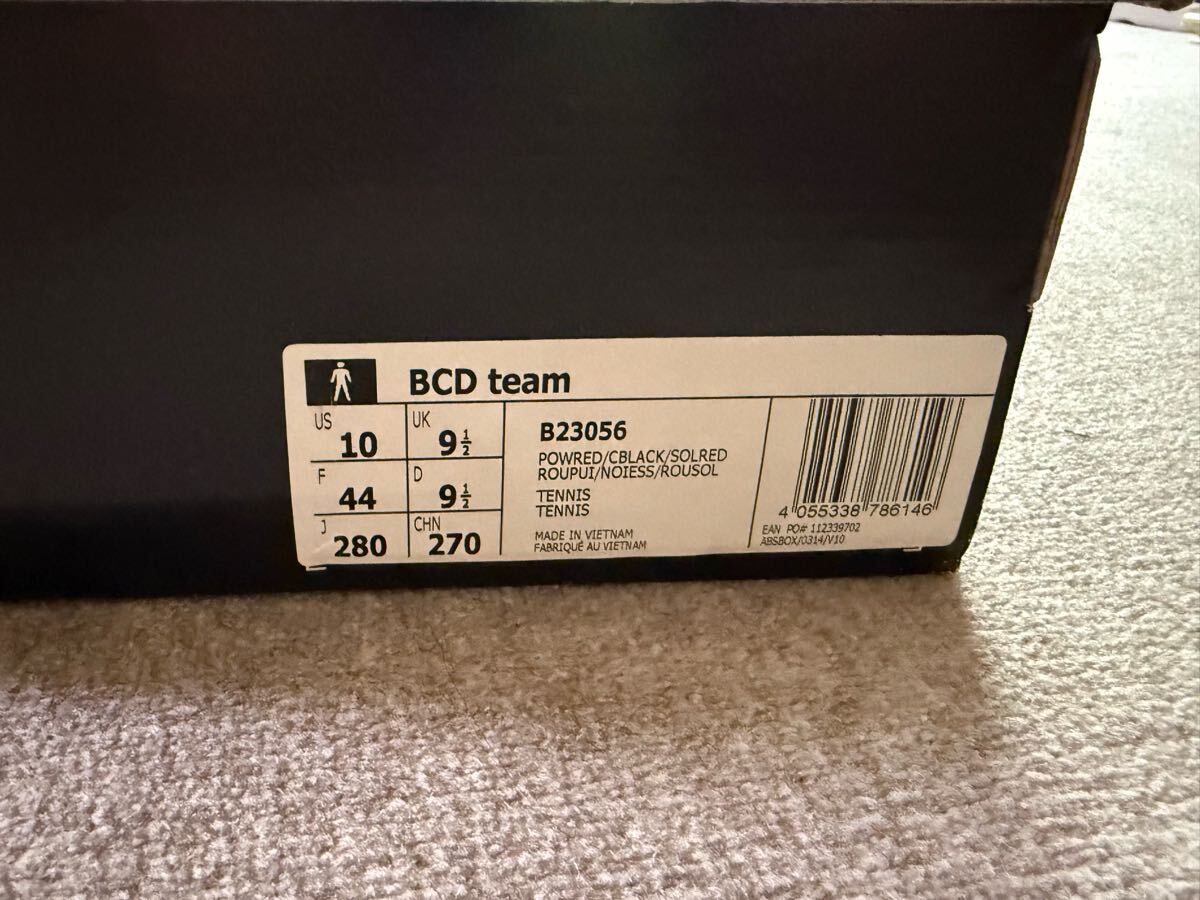 BCD team
US 10
UK 9½
F 44
D 9½
J 280
CHN 270
B23056
POWRED/CBLACK/SOLRED
ROUPUI/NOIESS/ROUSOL
TENNIS
TENNIS
MADE IN VIETNAM
FABRIQUÉ AU VIETNAM
4 055338 786146
EAN PO# 112339702
ABSBOX/0314/V10